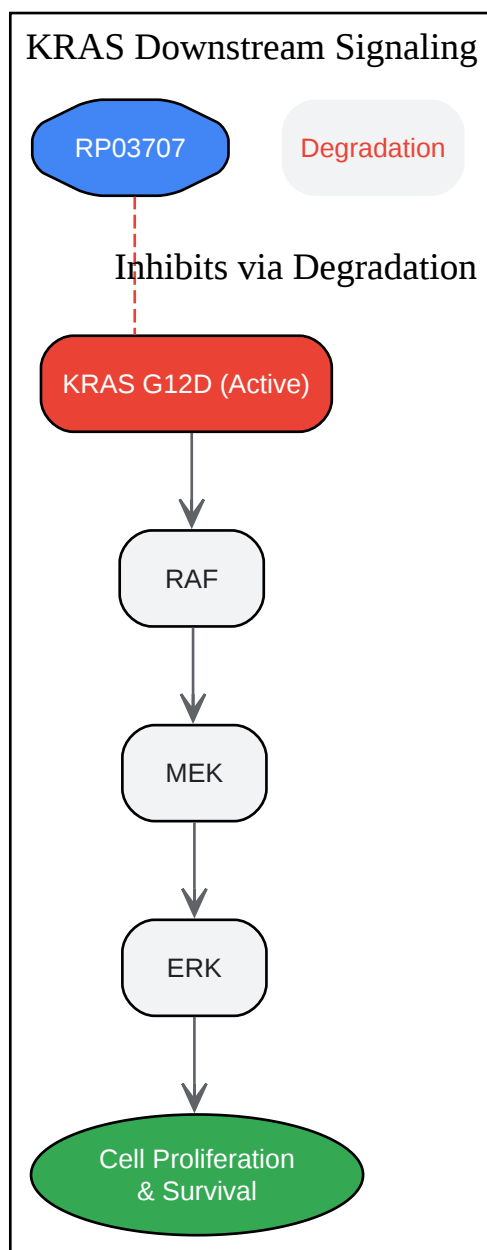 KRAS Downstream Signaling
RP03707
Degradation
Inhibits via Degradation
KRAS G12D (Active)
RAF
MEK
ERK
Cell Proliferation
& Survival